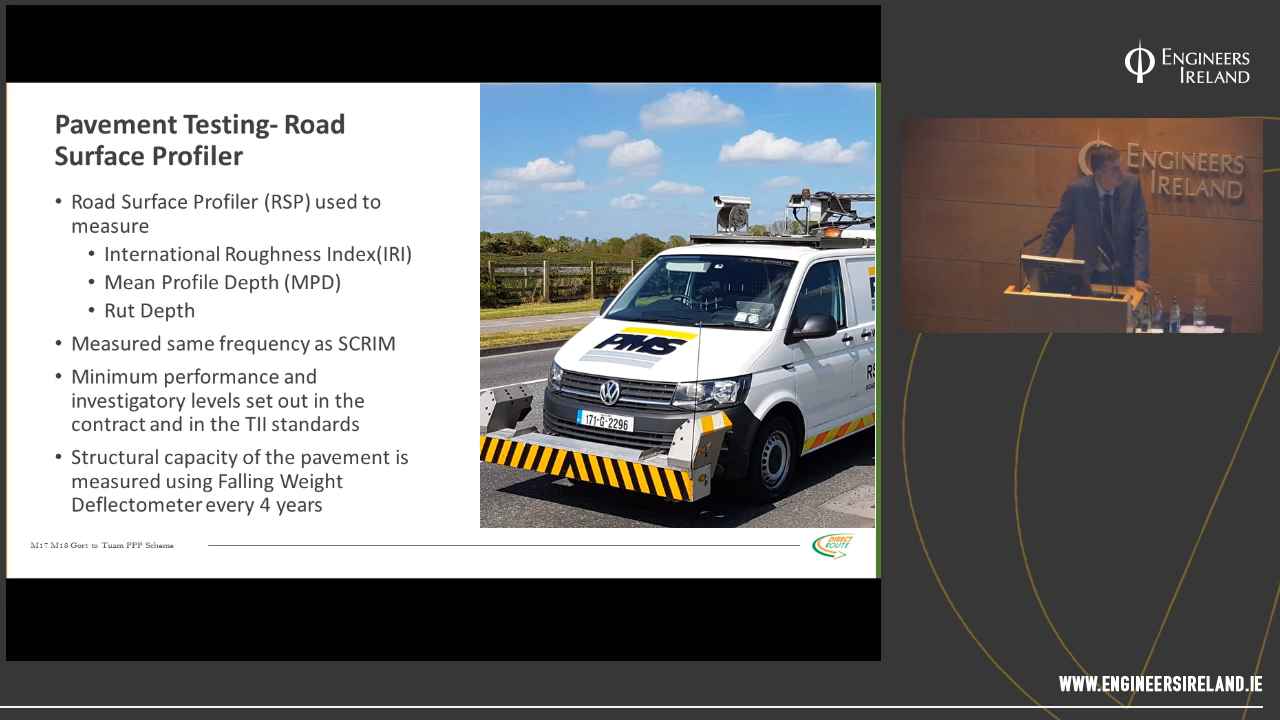 Pavement Testing- Road
Surface Profiler
• Road Surface Profiler (RSP) used to
measure
• International Roughness Index(IRI)
• Mean Profile Depth (MPD)
• Rut Depth
• Measured same frequency as SCRIM
• Minimum performance and
investigatory levels set out in the
contract and in the TII standards
• Structural capacity of the pavement is
measured using Falling Weight
Deflectometer every 4 years
PMS
171-G-2296
M17 M18 Gort to Tuam PPP Scheme
DIRECT
ROUTE
ENGINEERS
IRELAND
ENGINEERS
IRELAND
WWW.ENGINEERSIRELAND.IE